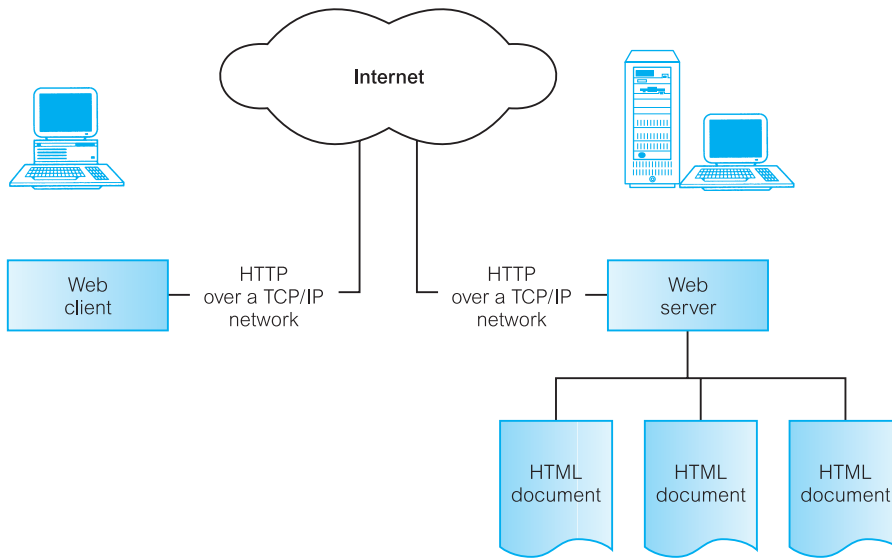 Internet
Web
client
HTTP
over a TCP/IP
network
HTTP
over a TCP/IP
network
Web
server
HTML
document
HTML
document
HTML
document